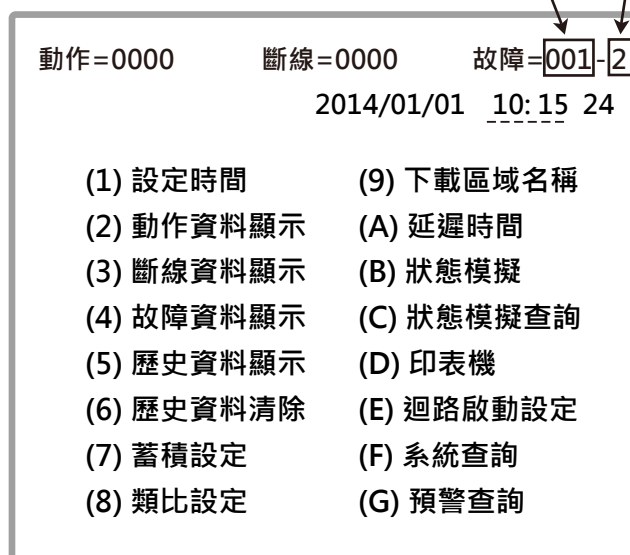 動作=0000 斷線=0000 故障=001-2
2014/01/01 10:15 24
(1) 設定時間 (9) 下載區域名稱
(2) 動作資料顯示 (A) 延遲時間
(3) 斷線資料顯示 (B) 狀態模擬
(4) 故障資料顯示 (C) 狀態模擬查詢
(5) 歷史資料顯示 (D) 印表機
(6) 歷史資料清除 (E) 迴路啟動設定
(7) 蓄積設定 (F) 系統查詢
(8) 類比設定 (G) 預警查詢